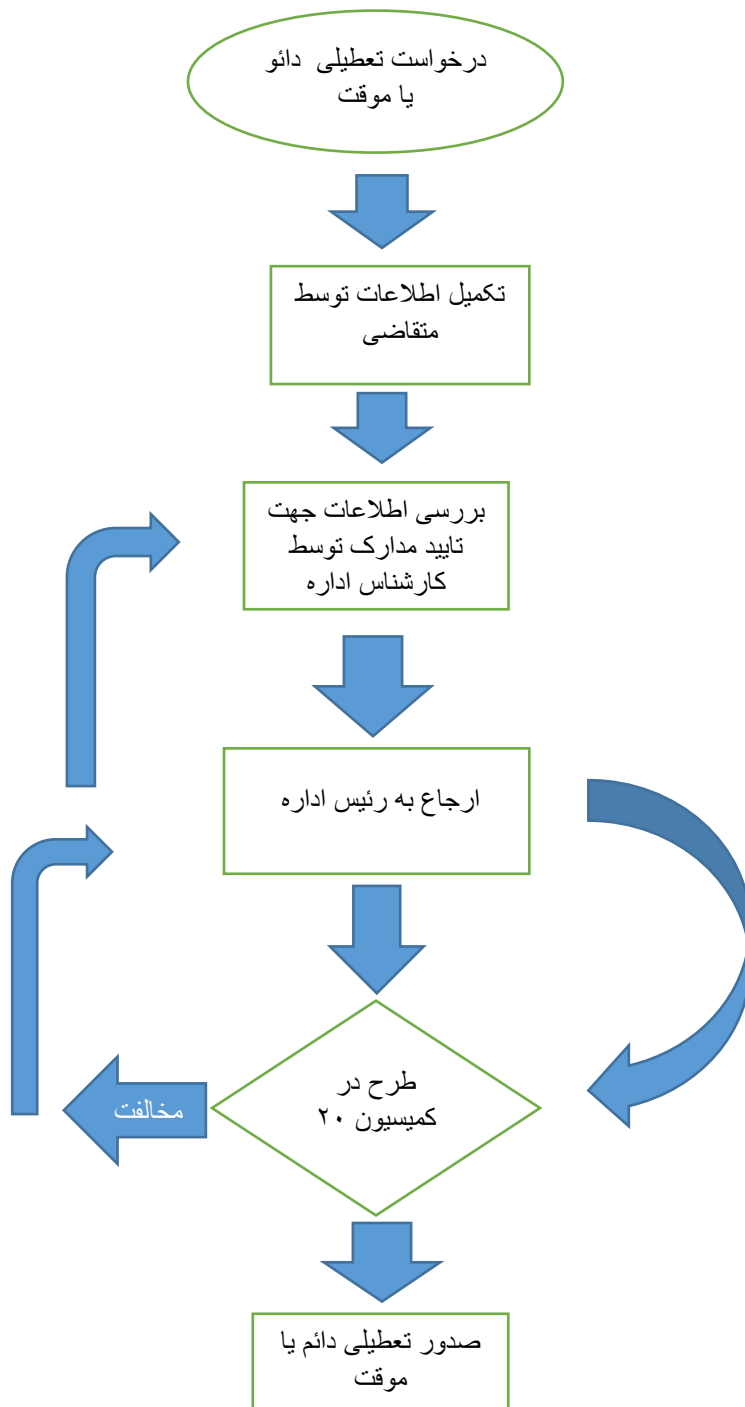 درخواست تعطیلی دائو
یا موقت
تکمیل اطلاعات توسط
متقاضی
بررسی اطلاعات جهت
تایید مدارک توسط
کارشناس اداره
ارجاع به رئیس اداره
طرح در
کمیسیون ۲۰
مخالفت
صدور تعطیلی دائم یا
موقت